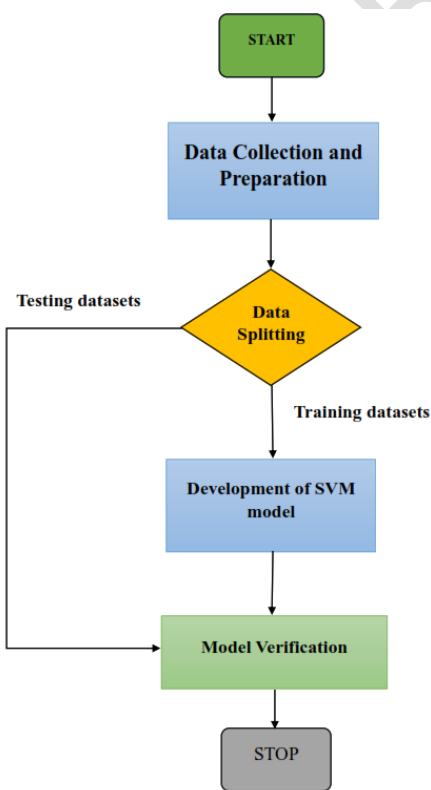 START
Data Collection and
Preparation
Testing datasets
Data
Splitting
Training datasets
Development of SVM
model
Model Verification
STOP